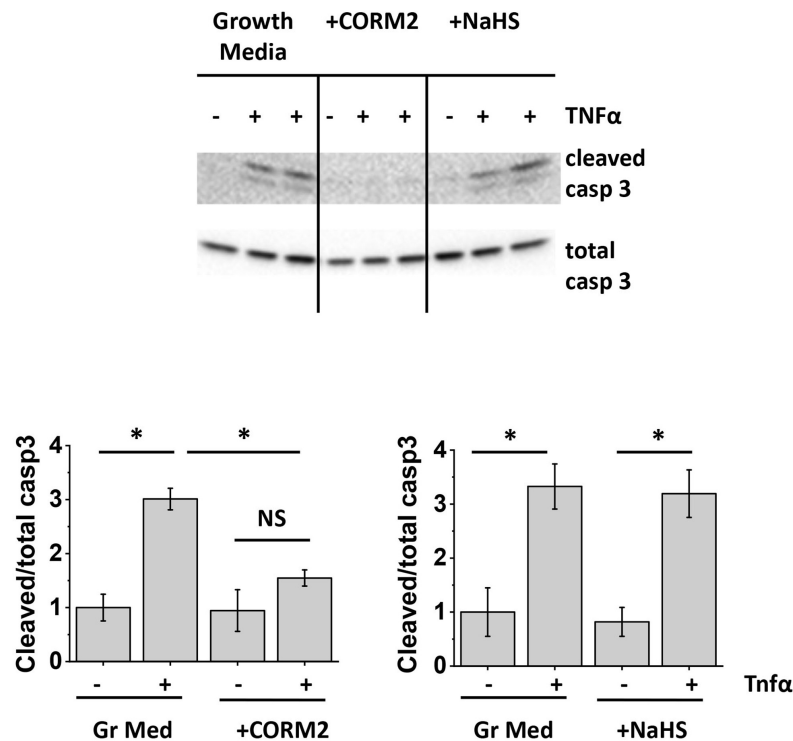 Growth +CORM2 +NaHS
Media
- + + - + + - + + TNFα
cleaved
casp 3
total
casp 3
Cleaved/total casp3
4
3
2
1
0
* *
NS
- + - +
Gr Med +CORM2
Cleaved/total casp3
4
3
2
1
0
* *
- + - + Tnfα
Gr Med +NaHS